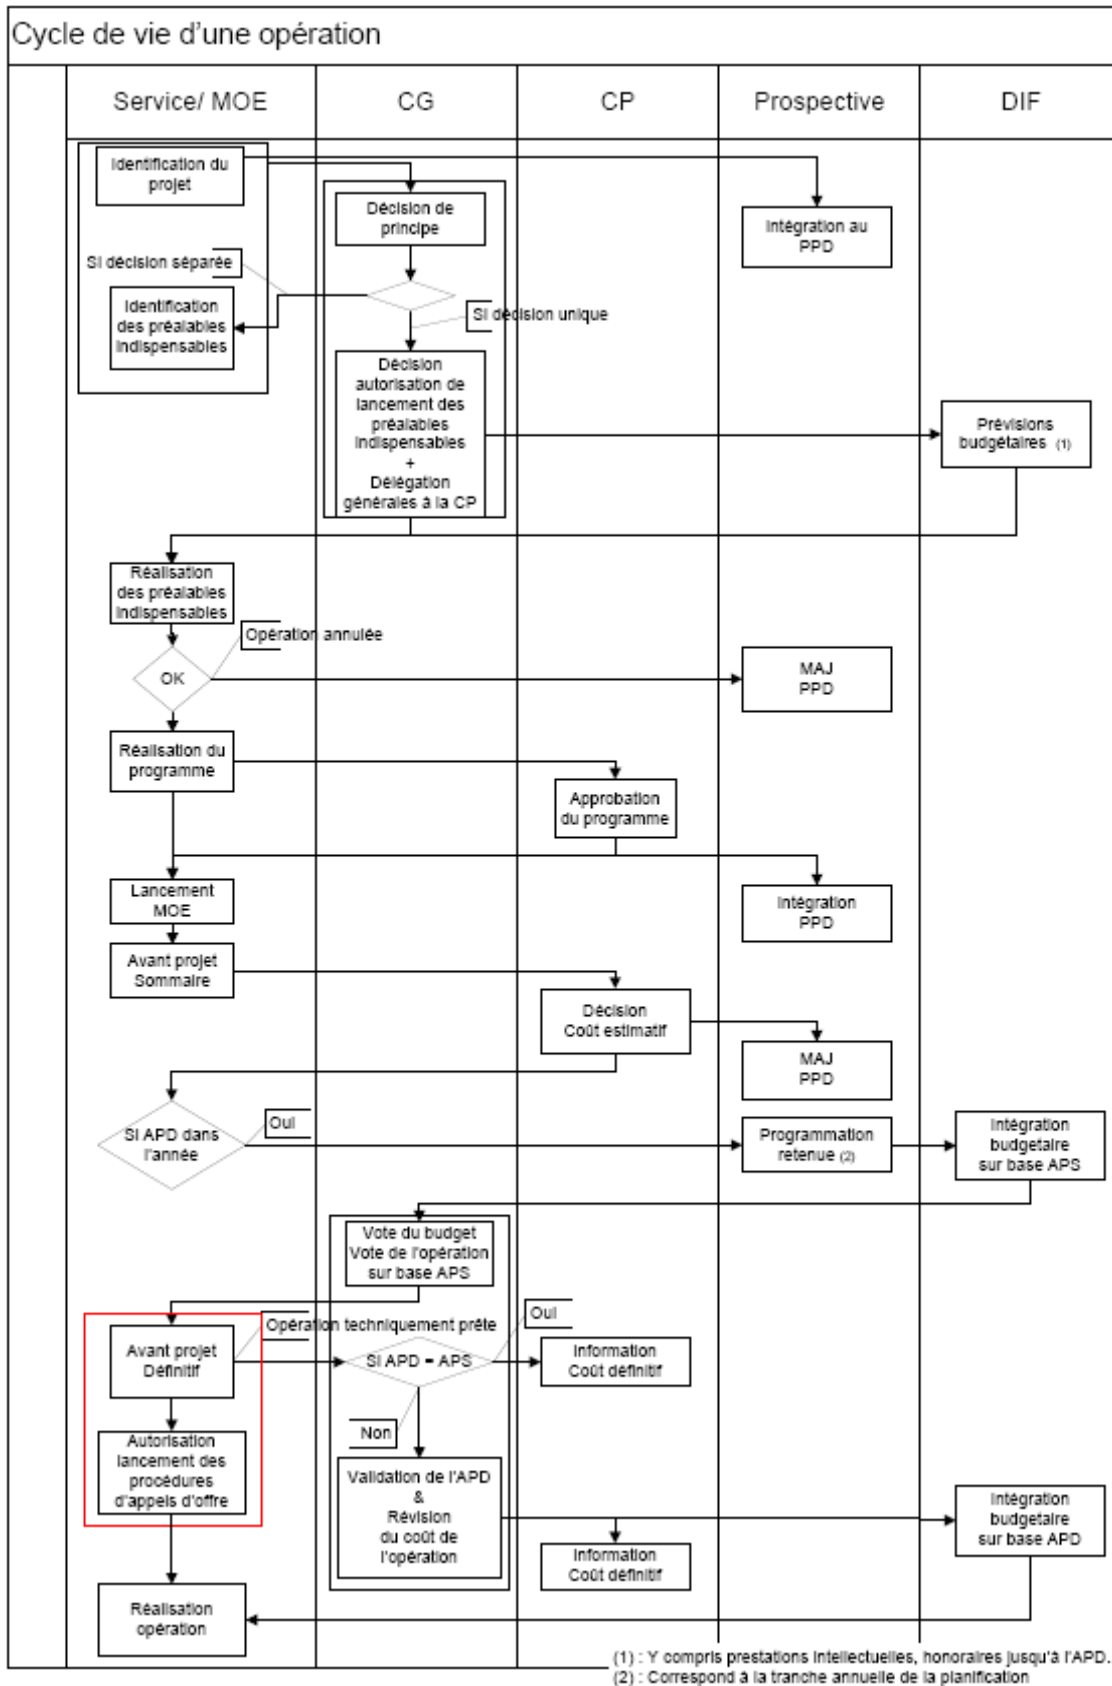 Cycle de vie d'une opération
Service/ MOE
CG
CP
Prospective
DIF
Identification du
projet
Décision de
principe
Intégration au
PPD
Si décision séparée
Identification
des préalables
Indispensables
Si décision unique
Décision
autorisation de
lancement des
préalables
Indispensables
+
Délégation
générales à la CP
Prévisions
budgétaires (1)
Réalisation
des préalables
Indispensables
Opération annulée
OK
MAJ
PPD
Réalisation du
programme
Approbation
du programme
Lancement
MOE
Intégration
PPD
Avant projet
Sommaire
Décision
Coût estimatif
MAJ
PPD
SI APD dans
l'année
Oui
Programmation
retenue (2)
Intégration
budgetaire
sur base APS
Vote du budget
Vote de l'opération
sur base APS
Opération techniquement prête
Oui
Avant projet
Définitif
SI APD = APS
Information
Coût définitif
Non
Autorisation
lancement des
procédures
d'appels d'offre
Validation de l'APD
&
Révision
du coût de
l'opération
Intégration
budgetaire
sur base APD
Information
Coût définitif
Réalisation
opération
(1) : Y compris prestations Intellectuelles, honoraires jusqu'à l'APD.
(2) : Correspond à la tranche annuelle de la planification